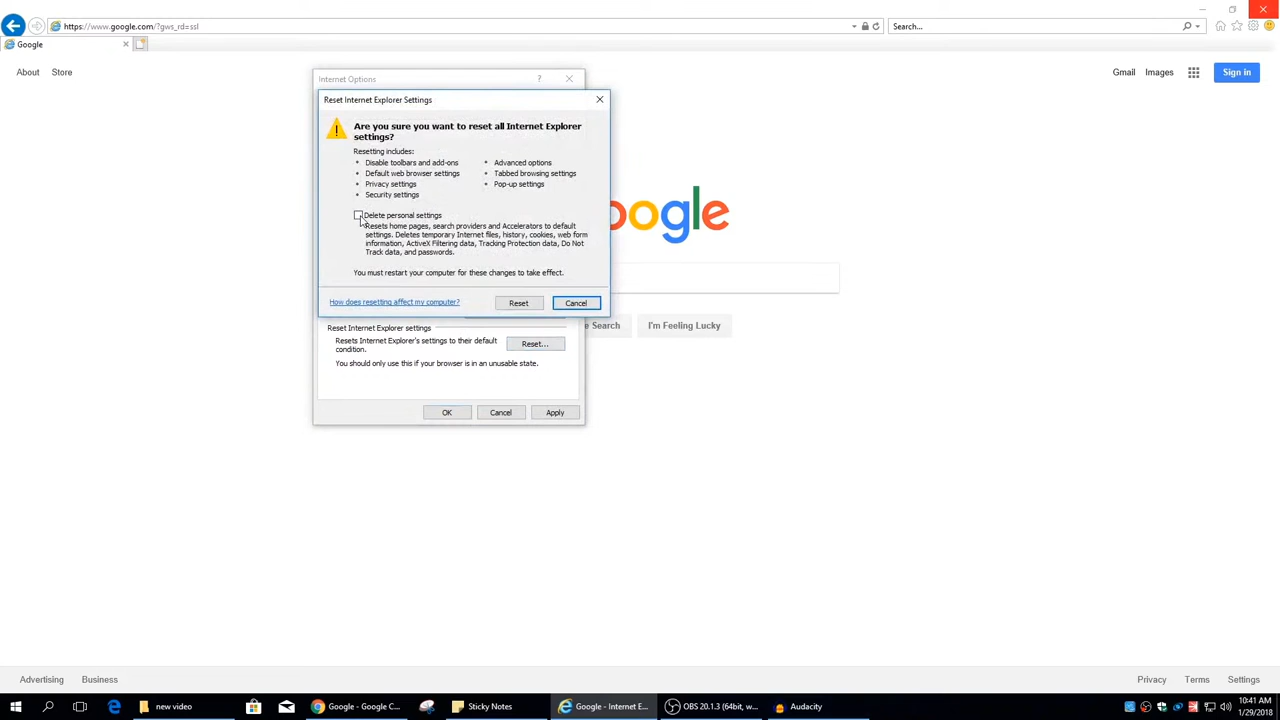 https://www.google.com/?gws_rd=ssl
Search...
Google
About
Store
Gmail
Images
Sign in
Internet Options
?
Reset Internet Explorer Settings
Are you sure you want to reset all Internet Explorer
settings?
Resetting includes:
• Disable toolbars and add-ons
• Default web browser settings
• Privacy settings
• Security settings
• Advanced options
• Tabbed browsing settings
• Pop-up settings
Delete personal settings
Resets home pages, search providers and Accelerators to default
settings. Deletes temporary Internet files, history, cookies, web form
information, ActiveX Filtering data, Tracking Protection data, Do Not
Track data, and passwords.
You must restart your computer for these changes to take effect.
How does resetting affect my computer?
Reset
Cancel
oogle
e Search
I'm Feeling Lucky
Reset Internet Explorer settings
Resets Internet Explorer's settings to their default
condition.
Reset...
You should only use this if your browser is in an unusable state.
OK
Cancel
Apply
Advertising
Business
Privacy
Terms
Settings
new video
Google - Google C...
Sticky Notes
Google - Internet E...
OBS 20.1.3 (64bit, w...
Audacity
10:41 AM
1/29/2018